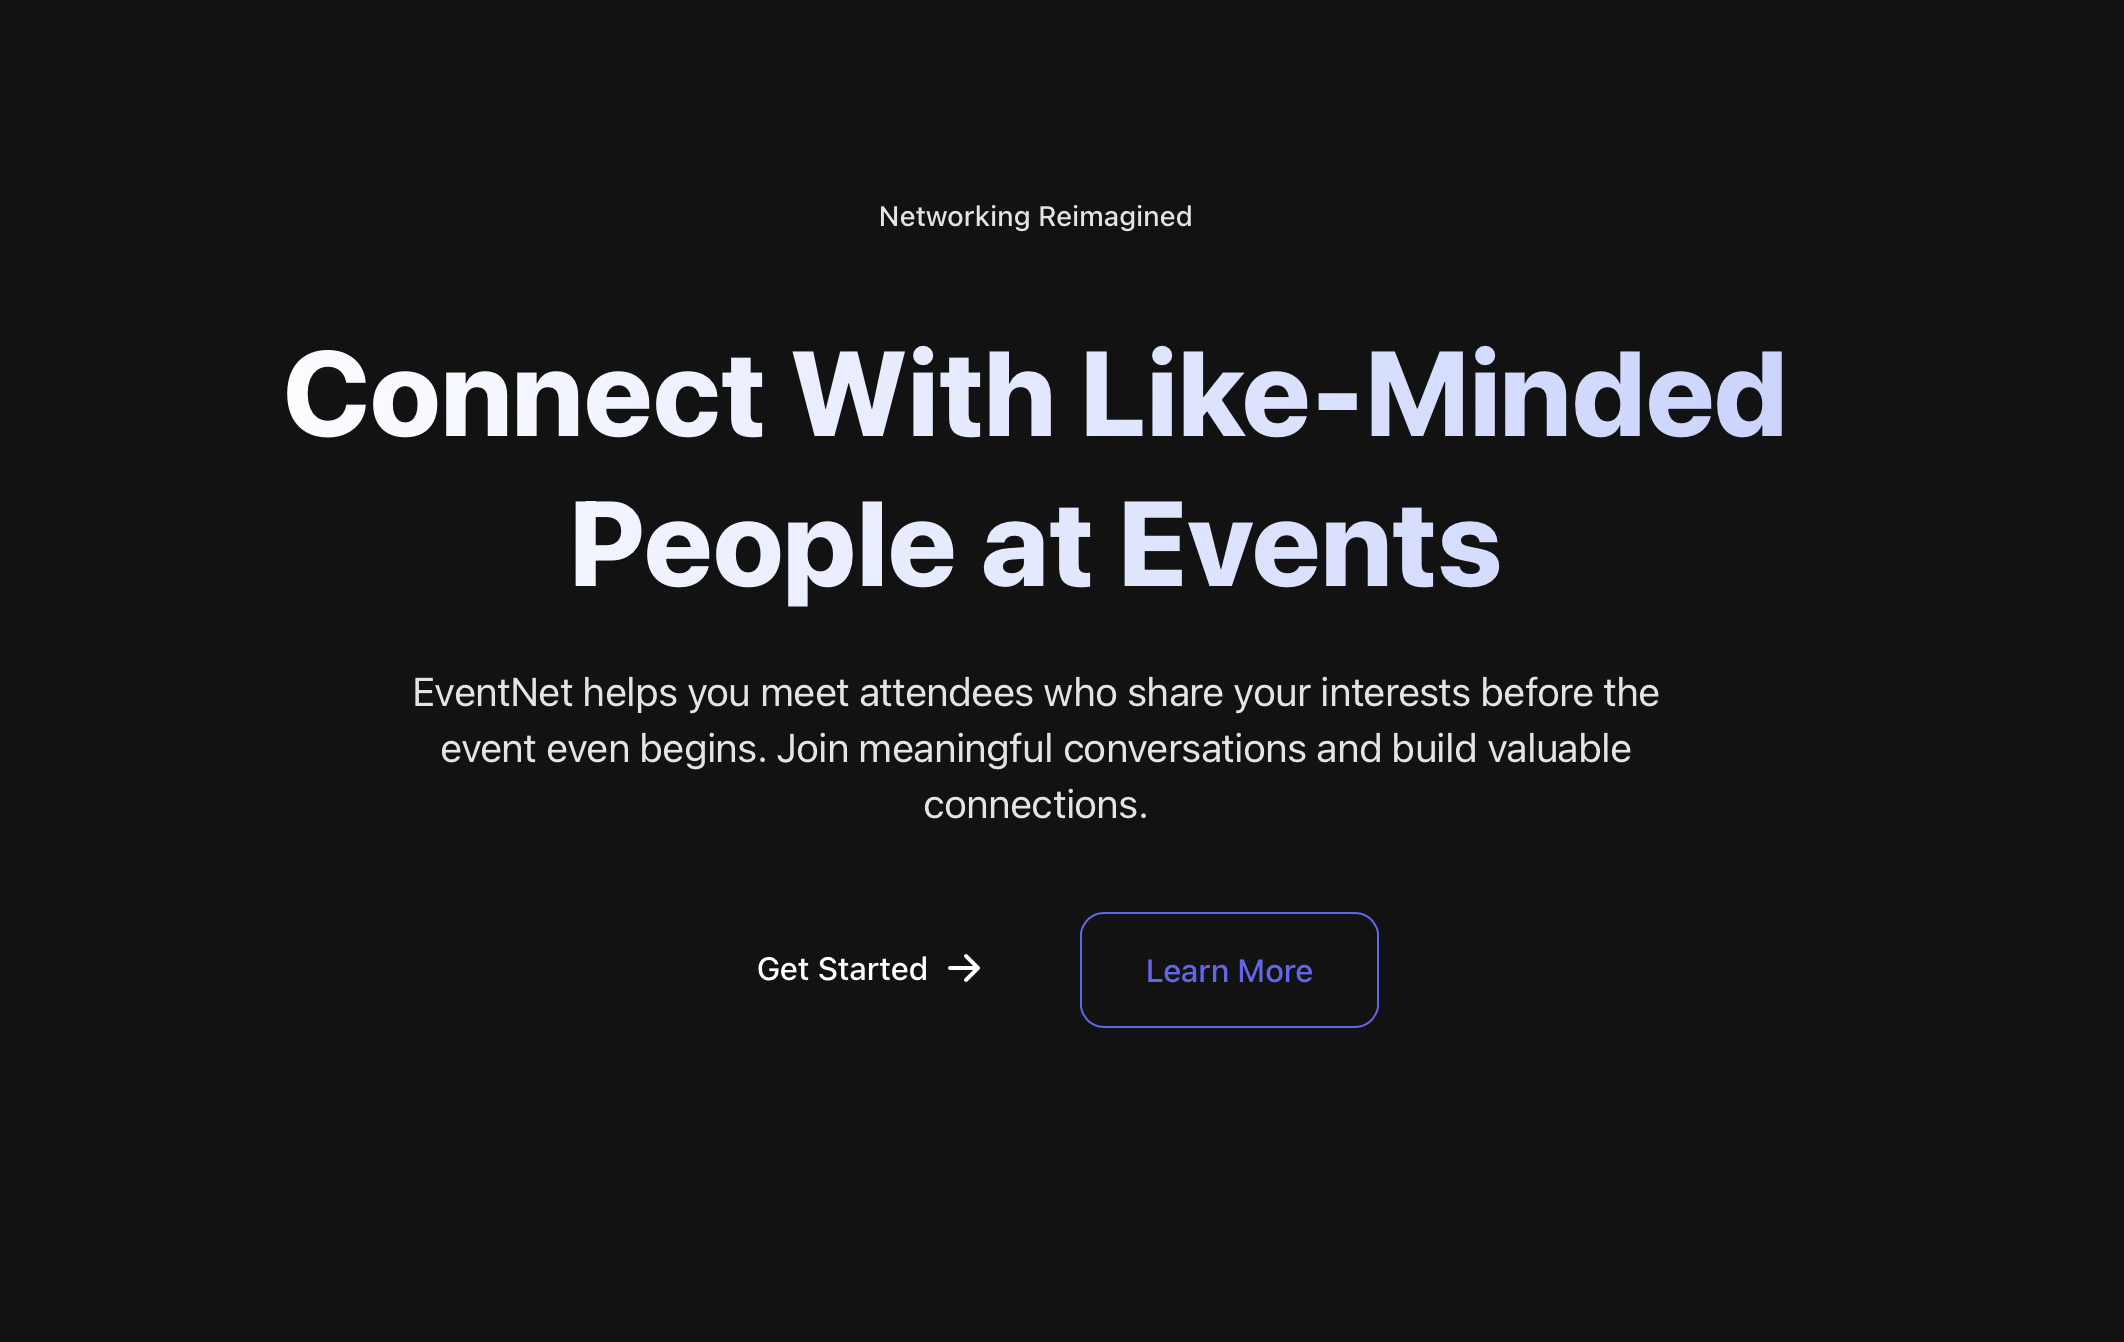 Networking Reimagined
Connect With Like-Minded
People at Events
EventNet helps you meet attendees who share your interests before the
event even begins. Join meaningful conversations and build valuable
connections.
Get Started →
Learn More